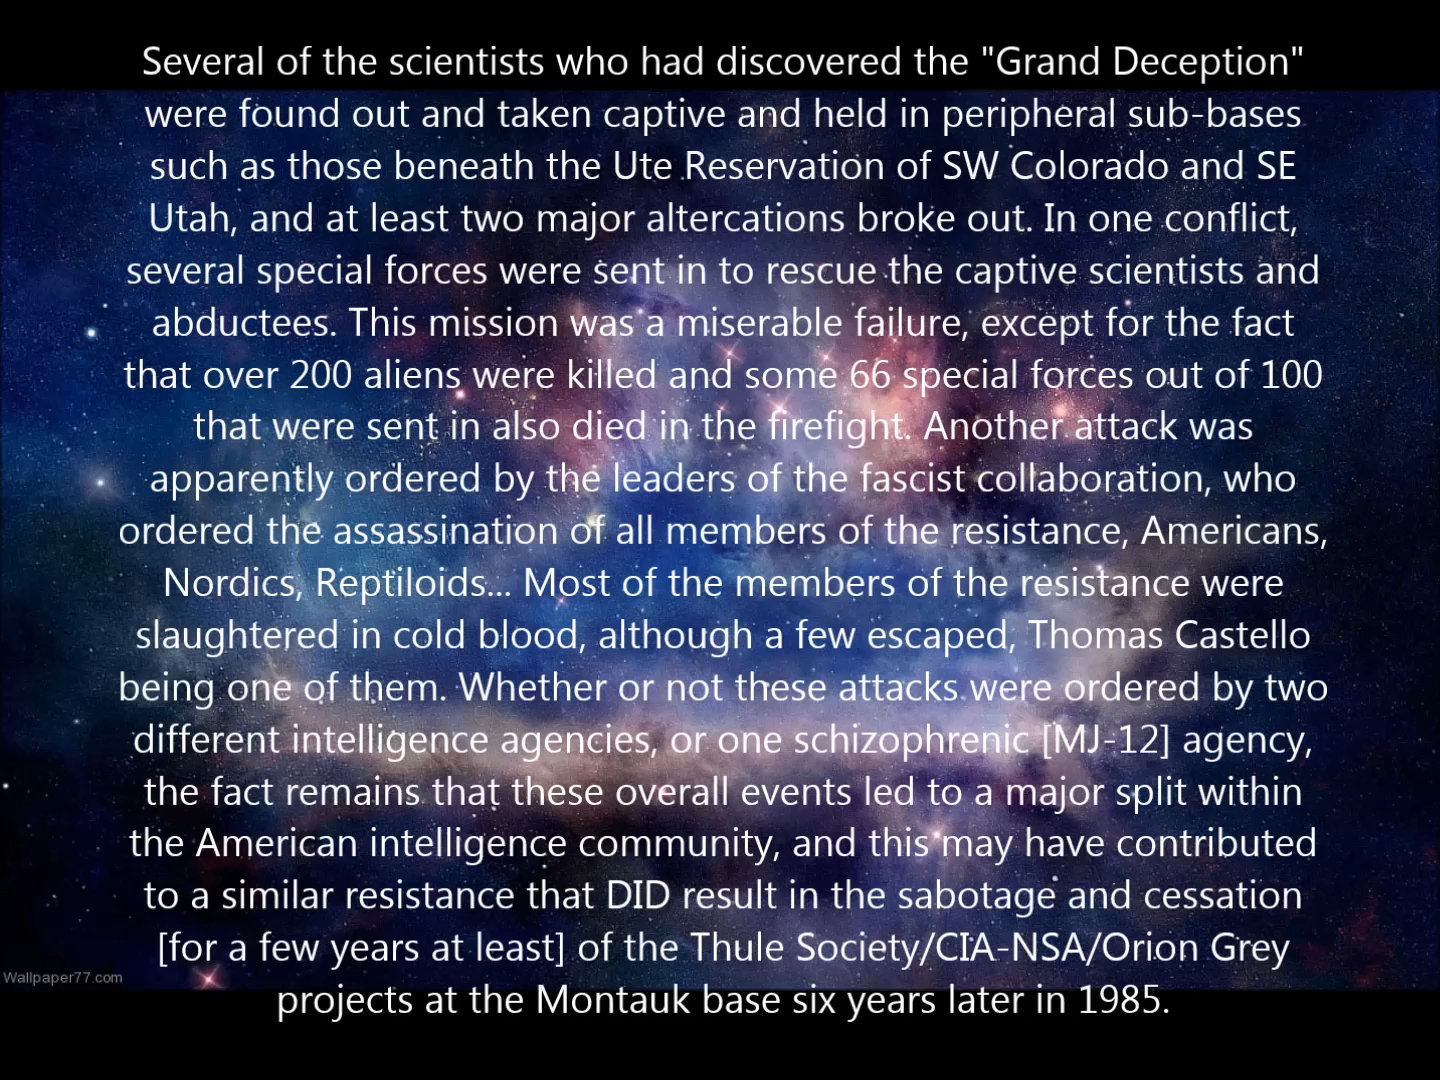 Several of the scientists who had discovered the "Grand Deception"
were found out and taken captive and held in peripheral sub-bases
such as those beneath the Ute Reservation of SW Colorado and SE
Utah, and at least two major altercations broke out. In one conflict,
several special forces were sent in to rescue the captive scientists and
abductees. This mission was a miserable failure, except for the fact
that over 200 aliens were killed and some 66 special forces out of 100
that were sent in also died in the firefight. Another attack was
apparently ordered by the leaders of the fascist collaboration, who
ordered the assassination of all members of the resistance, Americans,
Nordics, Reptiloids... Most of the members of the resistance were
slaughtered in cold blood, although a few escaped, Thomas Castello
being one of them. Whether or not these attacks were ordered by two
different intelligence agencies, or one schizophrenic [MJ-12] agency,
the fact remains that these overall events led to a major split within
the American intelligence community, and this may have contributed
to a similar resistance that DID result in the sabotage and cessation
[for a few years at least] of the Thule Society/CIA-NSA/Orion Grey
Wallpaper77.com
projects at the Montauk base six years later in 1985.